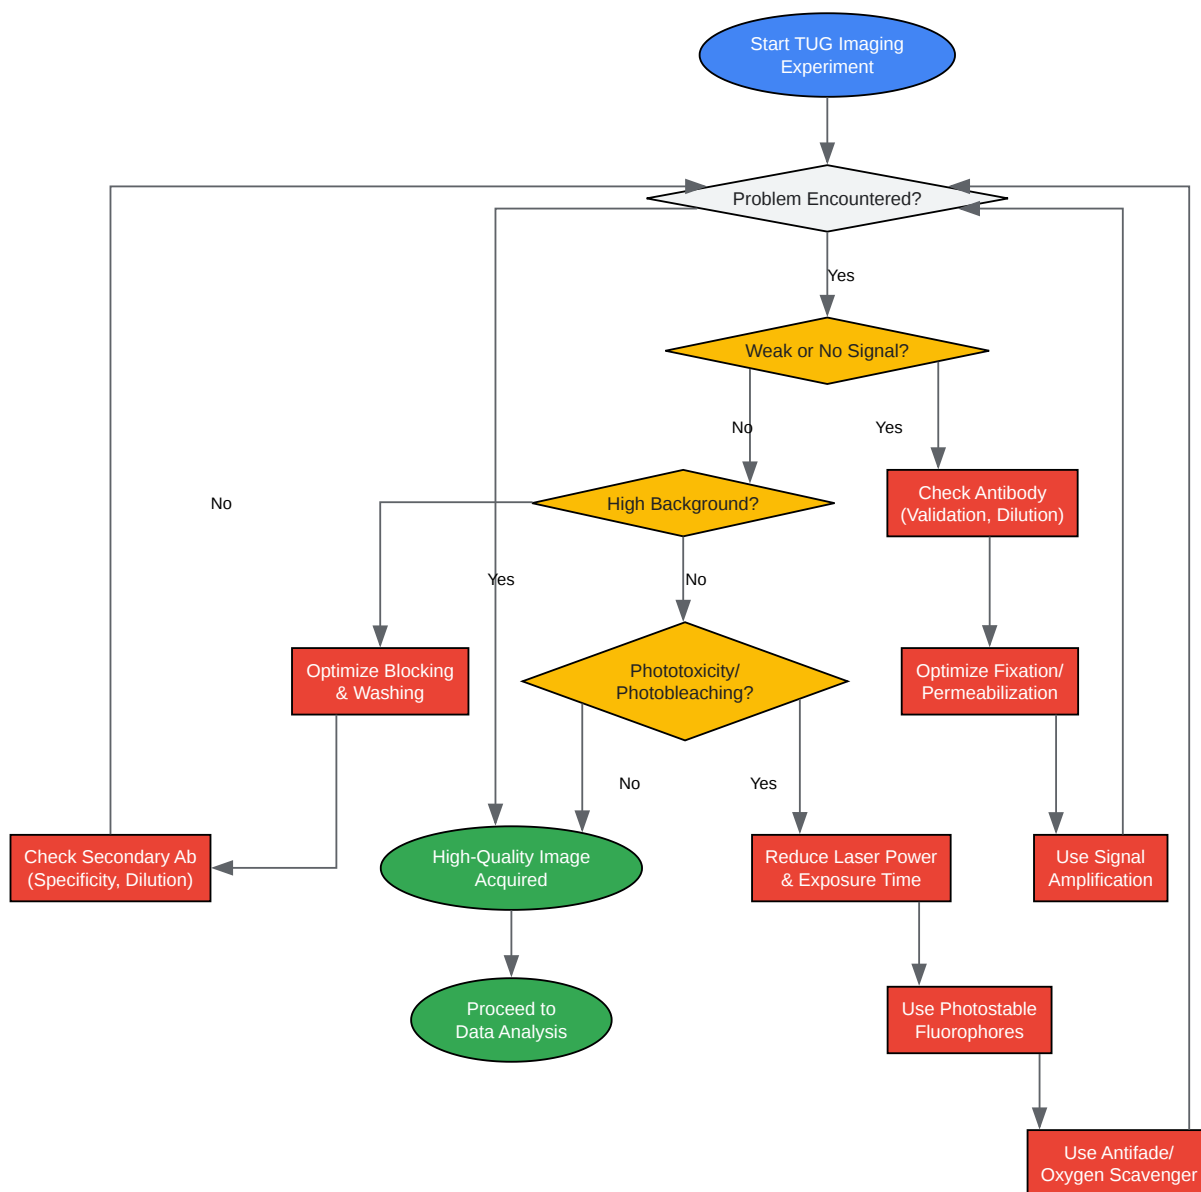 Start TUG Imaging
Experiment
Problem Encountered?
Yes
Weak or No Signal?
No
Yes
High Background?
Check Antibody
(Validation, Dilution)
No
Yes
No
Optimize Blocking
& Washing
Phototoxicity/
Photobleaching?
Optimize Fixation/
Permeabilization
No
Yes
Check Secondary Ab
(Specificity, Dilution)
High-Quality Image
Acquired
Reduce Laser Power
& Exposure Time
Use Signal
Amplification
Proceed to
Data Analysis
Use Photostable
Fluorophores
Use Antifade/
Oxygen Scavenger